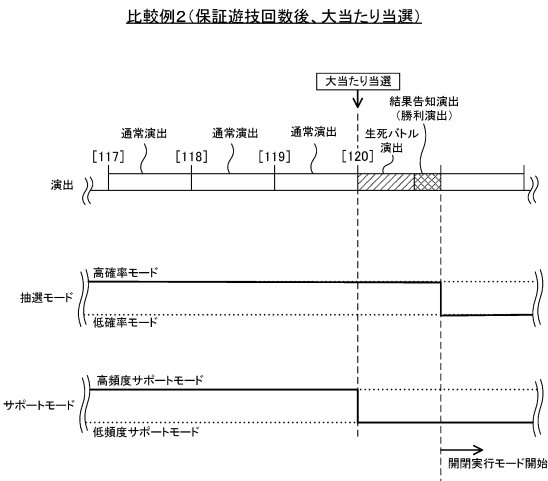 比較例２（保証遊技回数後、大当たり当選）
大当たり当選
結果告知演出
（勝利演出）
通常演出
通常演出
通常演出
生死バトル
演出
[117]
[118]
[119]
[120]
演出
高確率モード
抽選モード
低確率モード
高頻度サポートモード
サポートモード
低頻度サポートモード
開閉実行モード開始